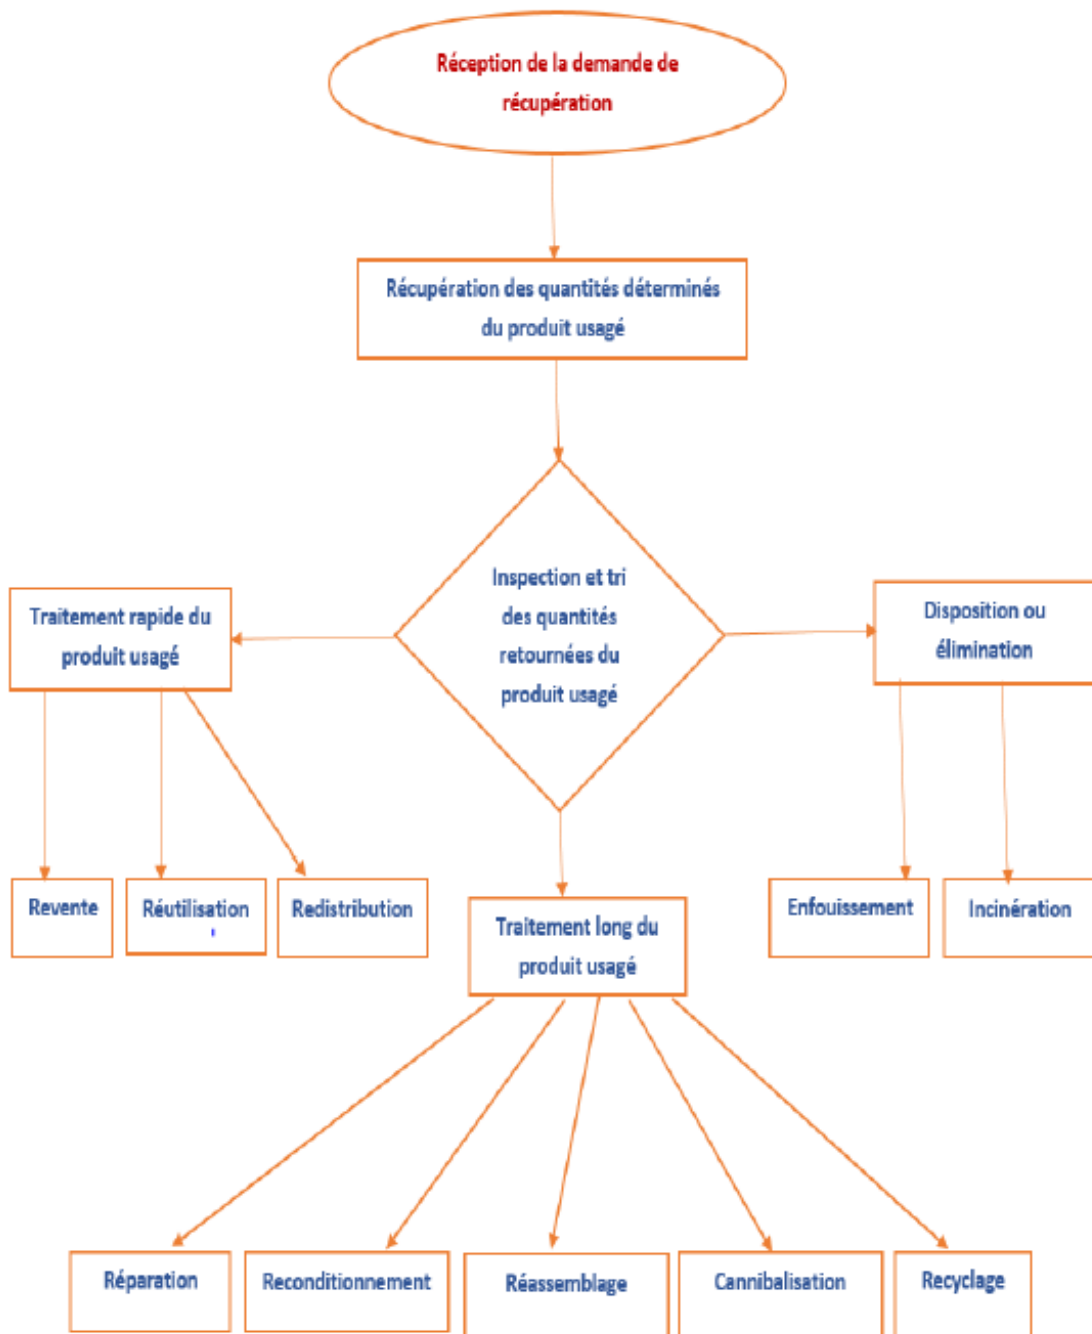 Réception de la demande de
récupération
Récupération des quantités déterminés
du produit usagé
Inspection et tri
des quantités
retournées du
produit usagé
Traitement rapide du
produit usagé
Disposition ou
élimination
Revente
Réutilisation
Redistribution
Enfouissement
Incinération
Traitement long du
produit usagé
Réparation
Reconditionnement
Réassemblage
Cannibalisation
Recyclage